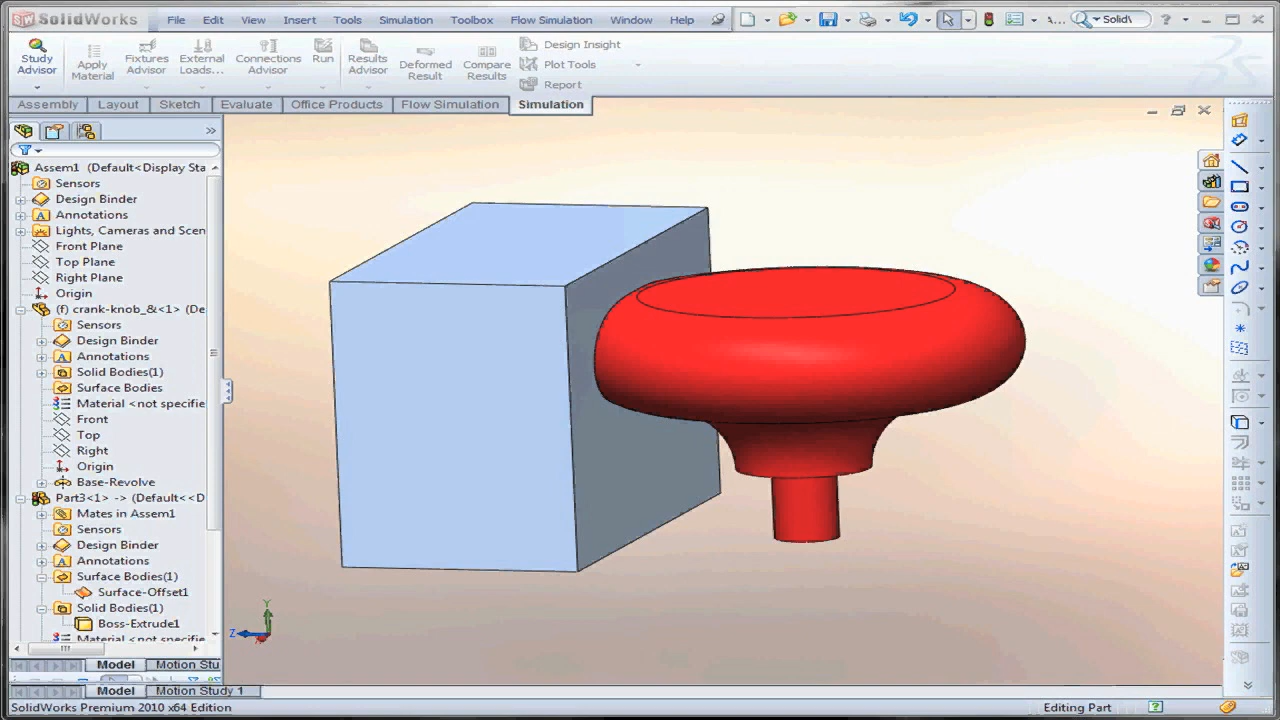 SolidWorks File Edit View Insert Tools Simulation Toolbox Flow Simulation Window Help A... Solid\
Study Advisor
Apply Material
Fixtures Advisor
External Loads...
Connections Advisor
Run
Results Advisor
Deformed Result
Compare Results
Design Insight
Plot Tools
Report
Assembly Layout Sketch Evaluate Office Products Flow Simulation Simulation
Assem1 (Default<Display Sta
Sensors
Design Binder
Annotations
Lights, Cameras and Scen
Front Plane
Top Plane
Right Plane
Origin
(f) crank-knob_&<1> (De
Sensors
Design Binder
Annotations
Solid Bodies(1)
Surface Bodies
Material <not specifie
Front
Top
Right
Origin
Base-Revolve
Part3<1> -> (Default<<D
Mates in Assem1
Sensors
Design Binder
Annotations
Surface Bodies(1)
Surface-Offset1
Solid Bodies(1)
Boss-Extrude1
Material <not specifie
Y
Z
Model Motion Stu
Model Motion Study 1
SolidWorks Premium 2010 x64 Edition Editing Part